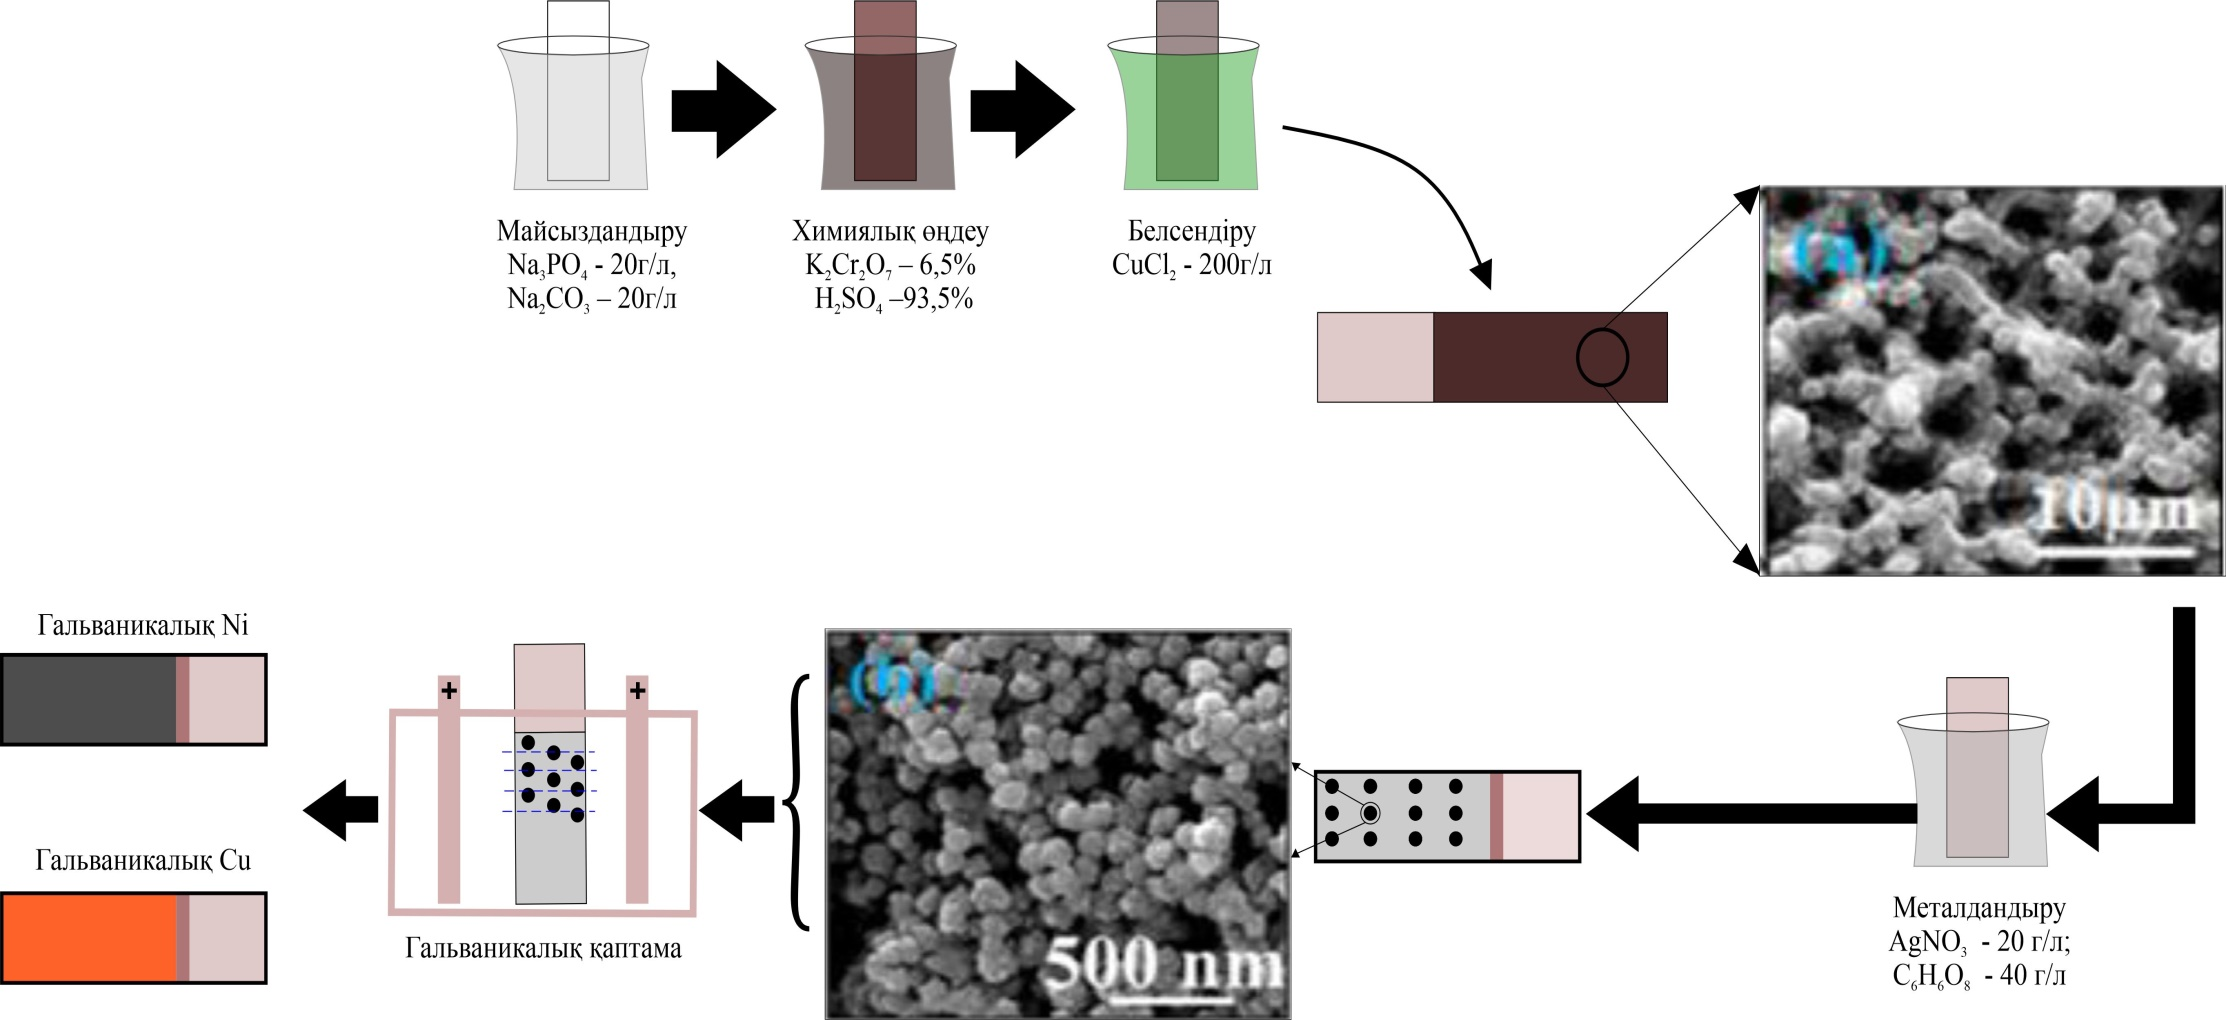 Майсыздандыру
Na₃PO₄ - 20г/л,
Na₂CO₃ – 20г/л
Химиялық өңдеу
K₂Cr₂O₇ – 6,5%
H₂SO₄ –93,5%
Белсендіру
CuCl₂ - 200г/л
(a)
10μm
Гальваникалық Ni
Гальваникалық Cu
+
+
Гальваникалық қаптама
(b)
500 nm
Металдандыру
AgNO₃ - 20 г/л;
C₆H₆O₈ - 40 г/л